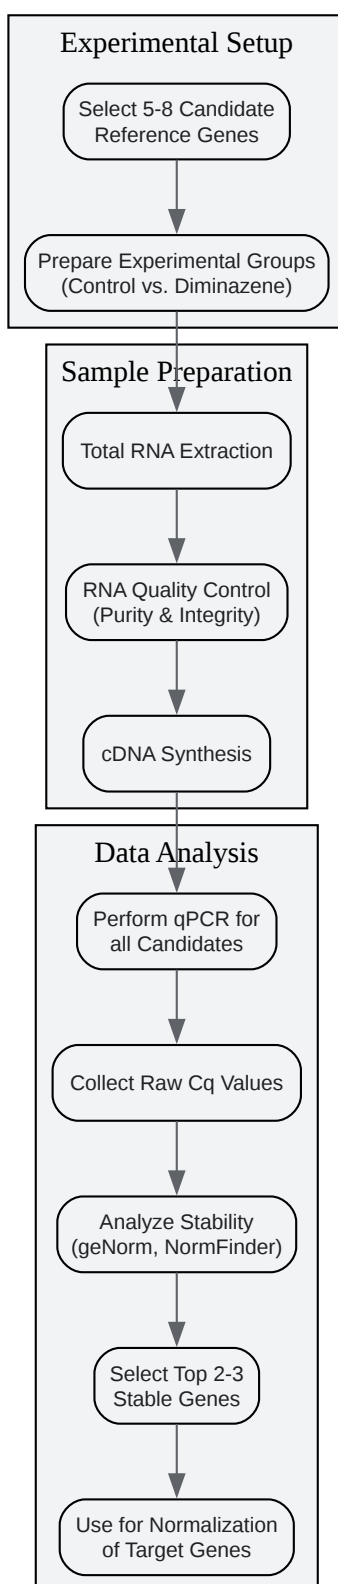 Experimental Setup
Select 5-8 Candidate
Reference Genes
Prepare Experimental Groups
(Control vs. Diminazene)
Sample Preparation
Total RNA Extraction
RNA Quality Control
(Purity & Integrity)
cDNA Synthesis
Data Analysis
Perform qPCR for
all Candidates
Collect Raw Cq Values
Analyze Stability
(geNorm, NormFinder)
Select Top 2-3
Stable Genes
Use for Normalization
of Target Genes